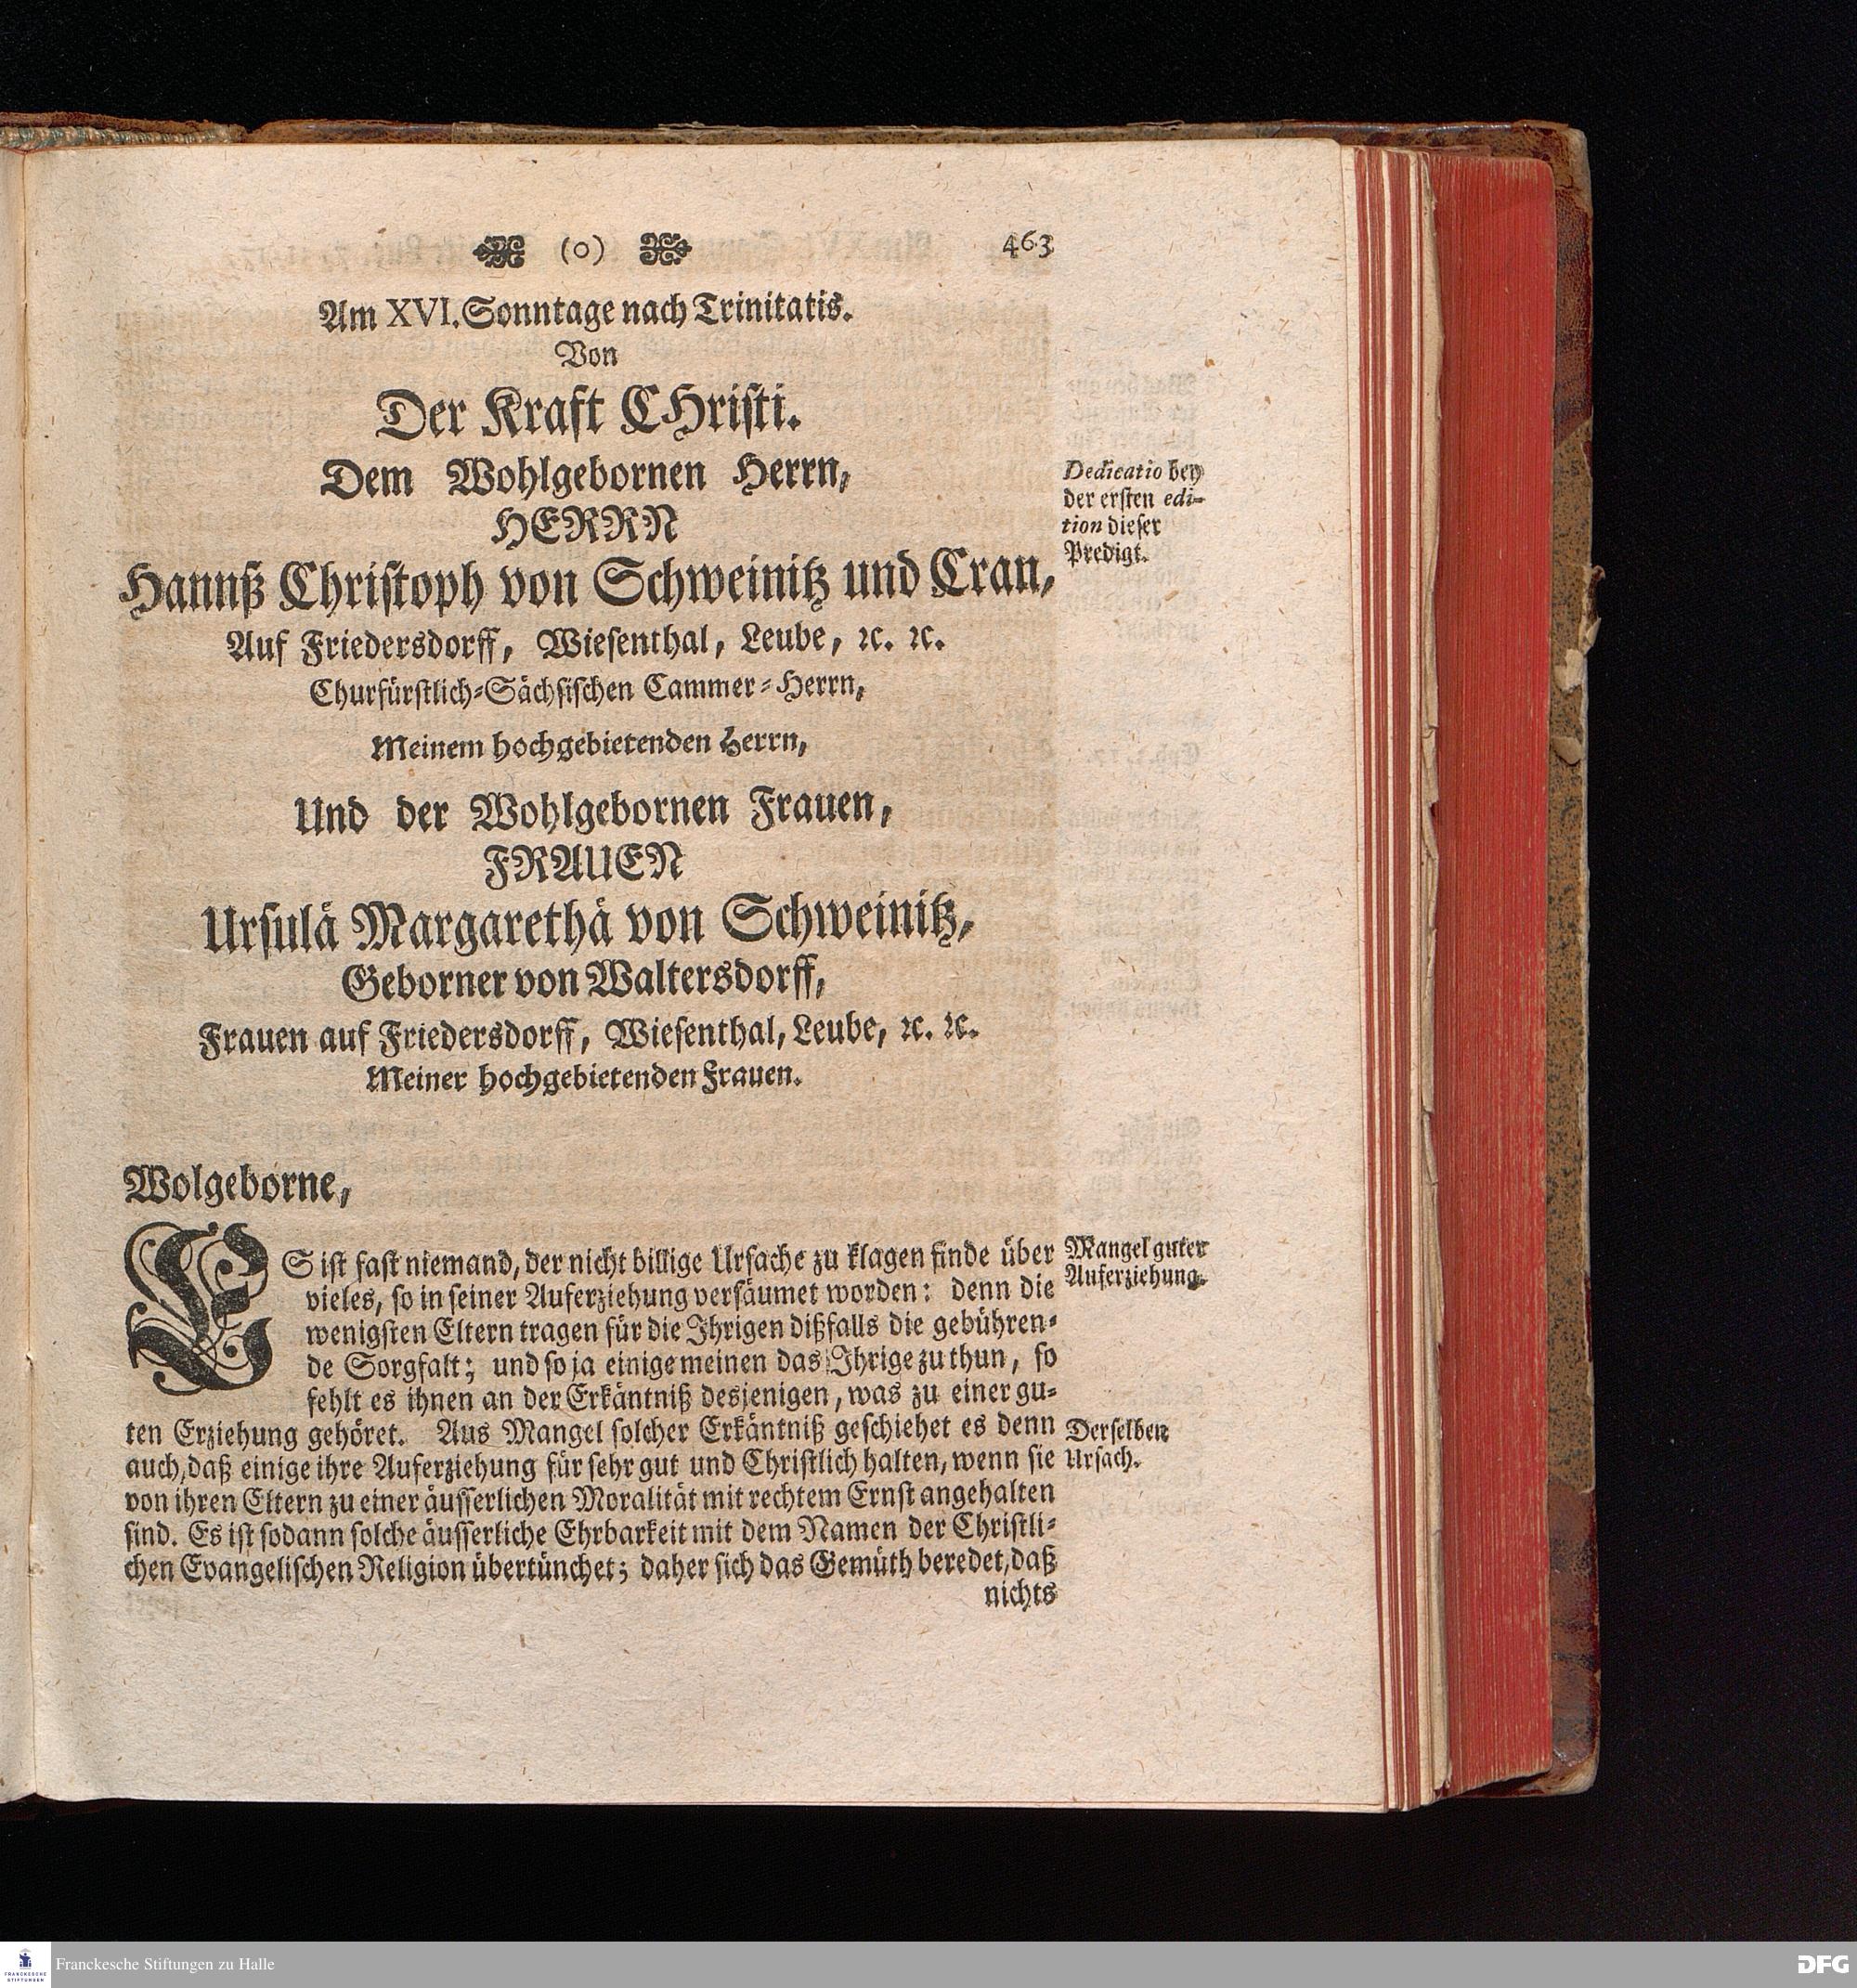 (o) 463
Am XVI. Sonntage nach Trinitatis.
Von
Der Kraft CHristi.
Dem Wohlgebornen Herrn,
HERRN
Hannß Christoph von Schweinitz und Cran,
Auf Friedersdorff, Wiesenthal, Leube, ꝛc. ꝛc.
Churfürstlich-Sächsischen Cammer-Herrn,
Meinem hochgebietenden Herrn,
Und der Wohlgebornen Frauen,
FRAUEN
Ursulä Margarethä von Schweinitz,
Geborner von Waltersdorff,
Frauen auf Friedersdorff, Wiesenthal, Leube, ꝛc. ꝛc.
Meiner hochgebietenden Frauen.
Dedicatio bey
der ersten edi-
tion dieser
Predigt.
Wolgeborne,
ES ist fast niemand, der nicht billige Ursache zu klagen finde über
vieles, so in seiner Auferziehung versäumet worden: denn die
wenigsten Eltern tragen für die Ihrigen dißfalls die gebühren-
de Sorgfalt; und so ja einige meinen das Ihrige zu thun, so
fehlt es ihnen an der Erkäntniß desjenigen, was zu einer gu-
ten Erziehung gehöret. Aus Mangel solcher Erkäntniß geschiehet es denn
auch, daß einige ihre Auferziehung für sehr gut und Christlich halten, wenn sie
von ihren Eltern zu einer äusserlichen Moralität mit rechtem Ernst angehalten
sind. Es ist sodann solche äusserliche Ehrbarkeit mit dem Namen der Christli-
chen Evangelischen Religion übertünchet; daher sich das Gemüth beredet, daß
nichts
Mangel guter
Auferziehung.
Derselben
Ursach.
FRANCKESCHE
STIFTUNGEN
Franckesche Stiftungen zu Halle
DFG